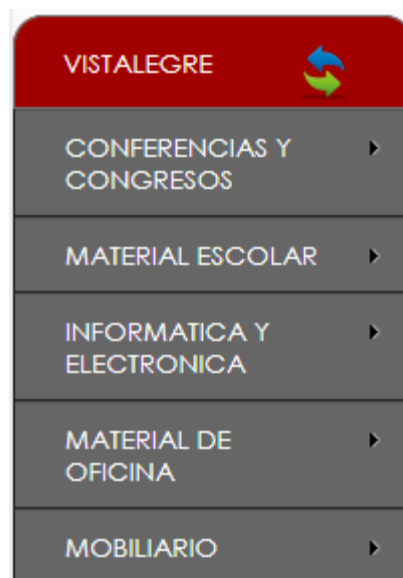 VISTALEGRE
CONFERENCIAS Y
CONGRESOS
MATERIAL ESCOLAR
INFORMATICA Y
ELECTRONICA
MATERIAL DE
OFICINA
MOBILIARIO